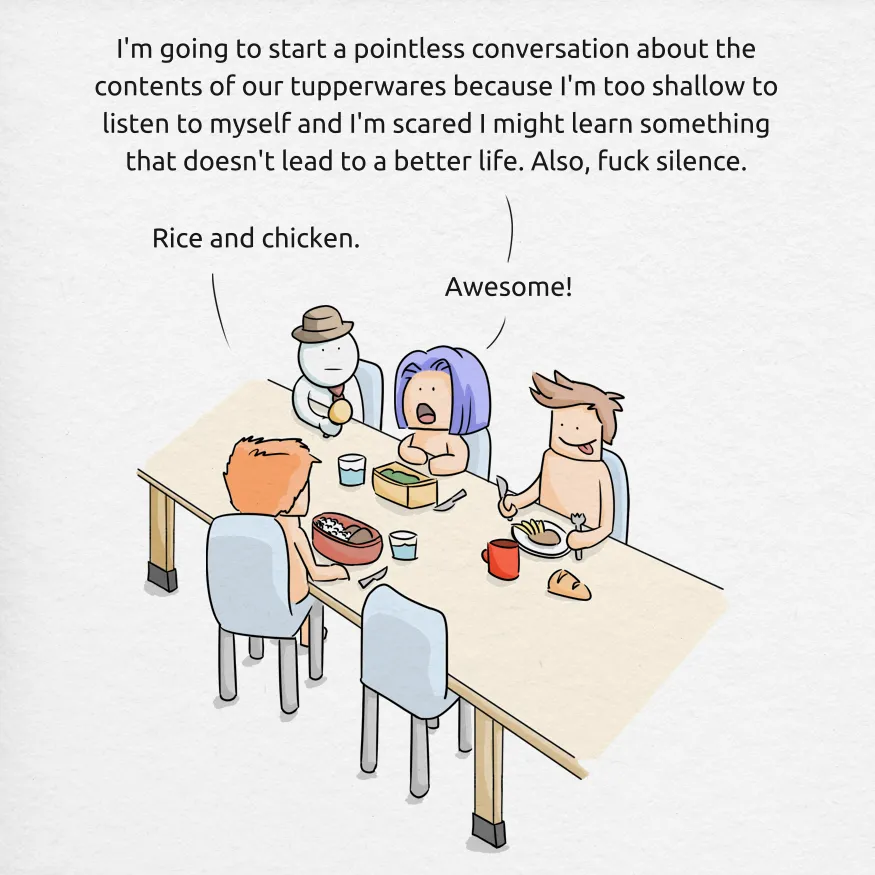 I'm going to start a pointless conversation about the
contents of our tupperwares because I'm too shallow to
listen to myself and I'm scared I might learn something
that doesn't lead to a better life. Also, fuck silence.
Rice and chicken.
Awesome!